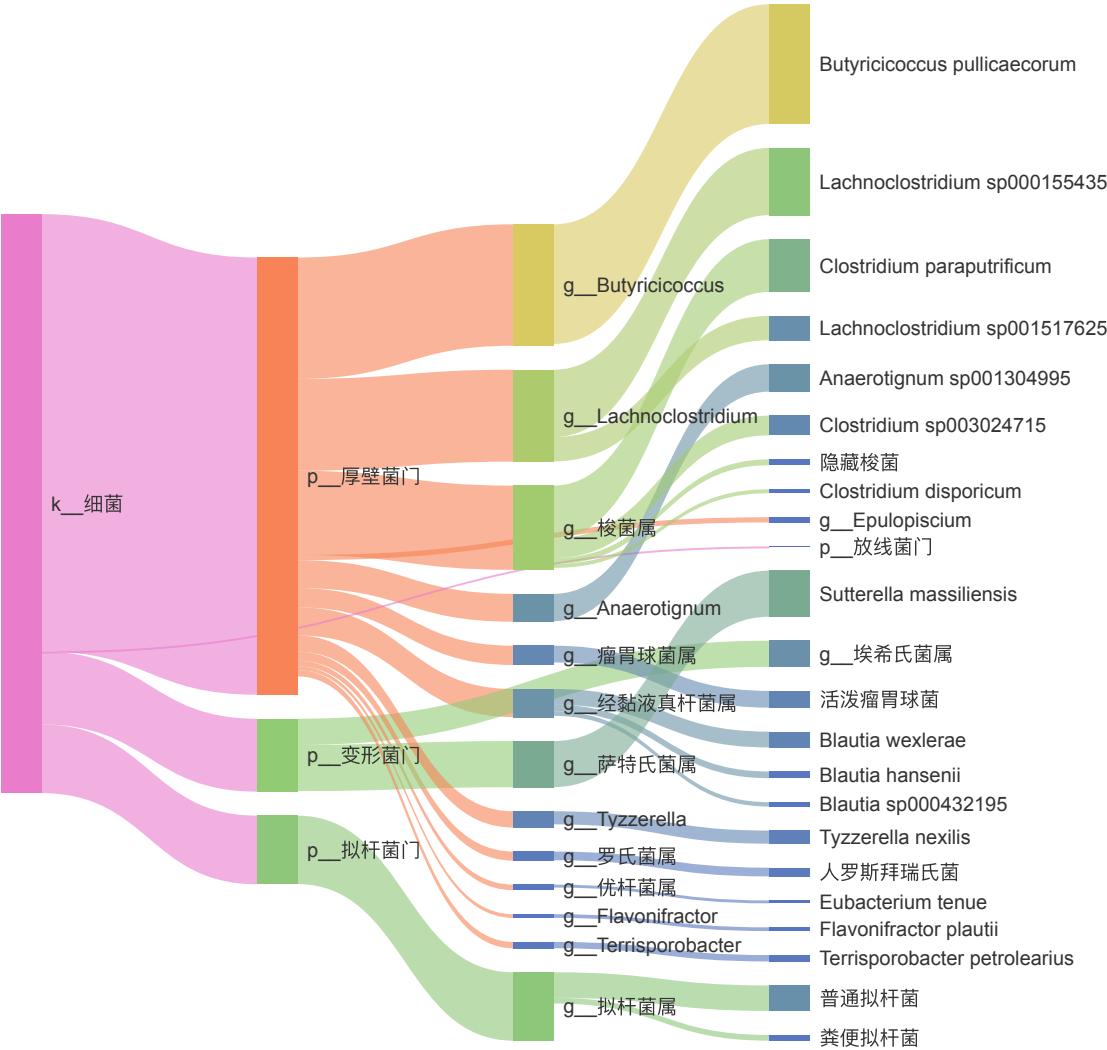 k__细菌
p__厚壁菌门
p__变形菌门
p__拟杆菌门
g__Butyricicoccus
g__Lachnoclostridium
g__梭菌属
g__Anaerotignum
g__瘤胃球菌属
g__经黏液真杆菌属
g__萨特氏菌属
g__Tyzzerella
g__罗氏菌属
g__优杆菌属
g__Flavonifractor
g__Terrisporobacter
g__拟杆菌属
Butyricicoccus pullicaecorum
Lachnoclostridium sp000155435
Clostridium paraputrificum
Lachnoclostridium sp001517625
Anaerotignum sp001304995
Clostridium sp003024715
隐藏梭菌
Clostridium disporicum
g__Epulopiscium
p__放线菌门
Sutterella massiliensis
g__埃希氏菌属
活泼瘤胃球菌
Blautia wexlerae
Blautia hansenii
Blautia sp000432195
Tyzzerella nexilis
人罗斯拜瑞氏菌
Eubacterium tenue
Flavonifractor plautii
Terrisporobacter petrolearius
普通拟杆菌
粪便拟杆菌